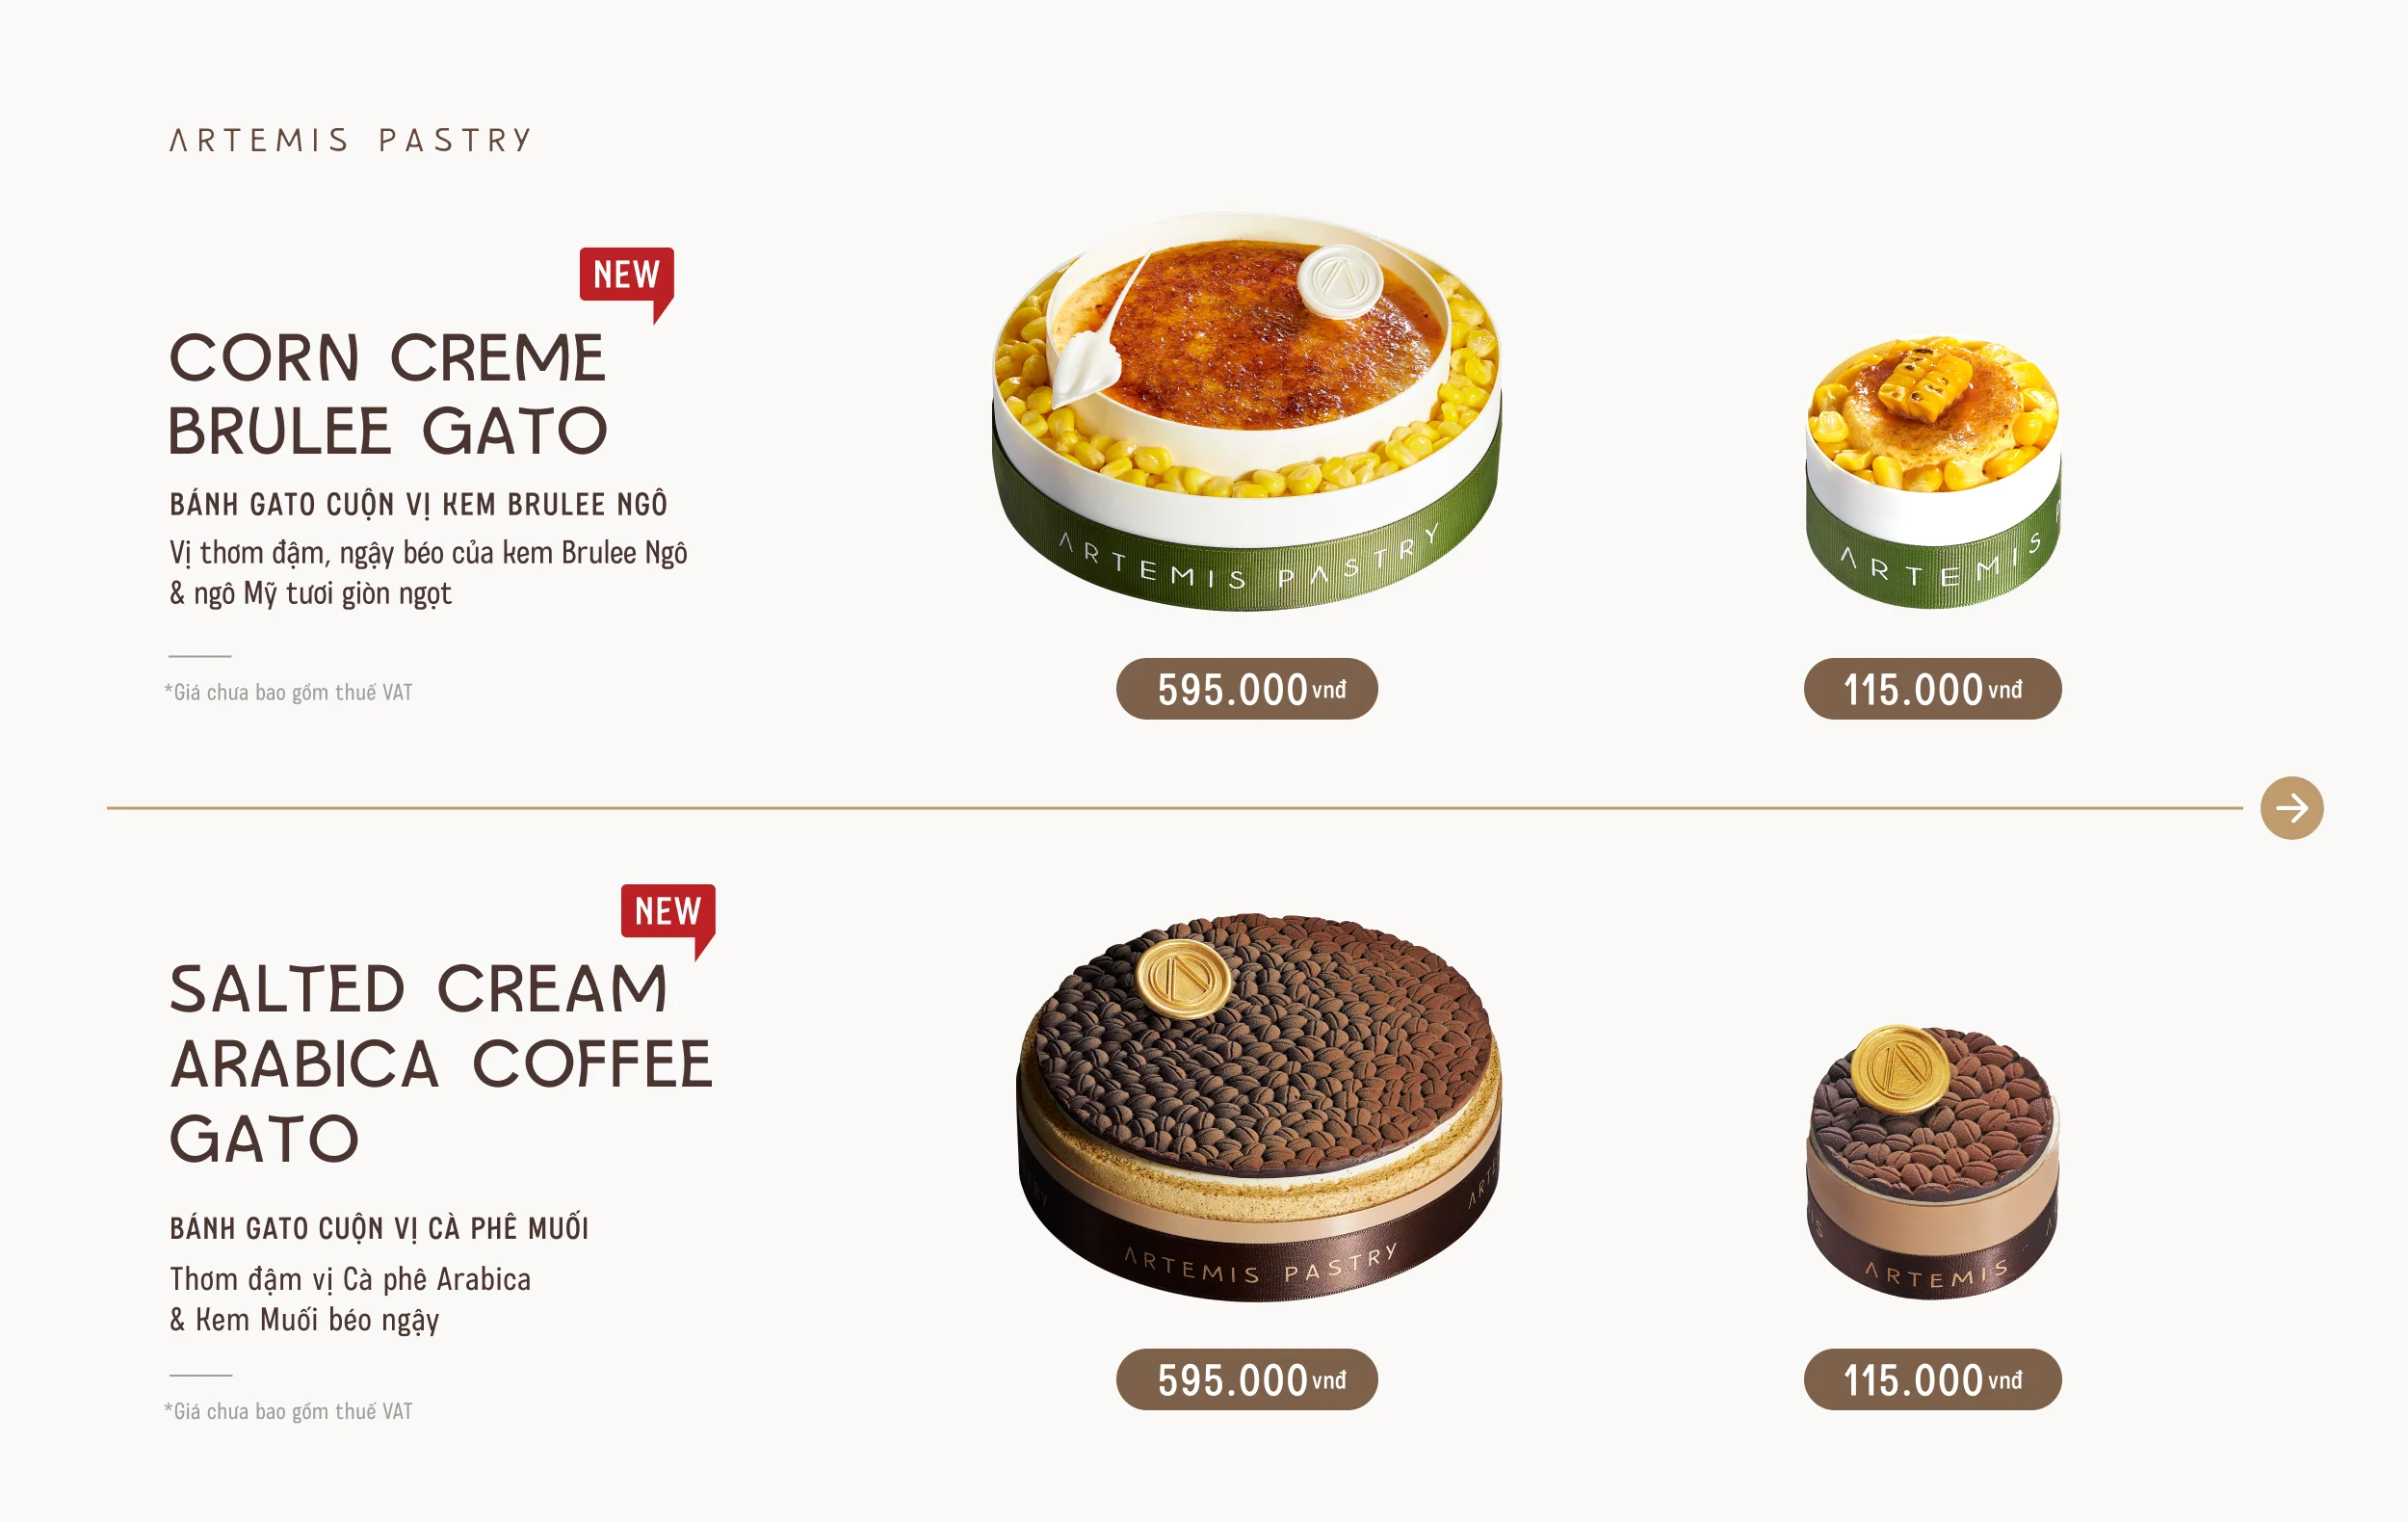 ARTEMIS PASTRY
NEW
CORN CREME
BRULEE GATO
BÁNH GATO CUỘN VỊ KEM BRULEE NGÔ
Vị thơm đậm, ngậy béo của kem Brulee Ngô
& ngô Mỹ tươi giòn ngọt
*Giá chưa bao gồm thuế VAT
ARTEMIS PASTRY
595.000 vnđ
ARTEMIS
115.000 vnđ
NEW
SALTED CREAM
ARABICA COFFEE
GATO
BÁNH GATO CUỘN VỊ CÀ PHÊ MUỐI
Thơm đậm vị Cà phê Arabica
& Kem Muối béo ngậy
*Giá chưa bao gồm thuế VAT
ARTEMIS PASTRY
595.000 vnđ
ARTEMIS
115.000 vnđ